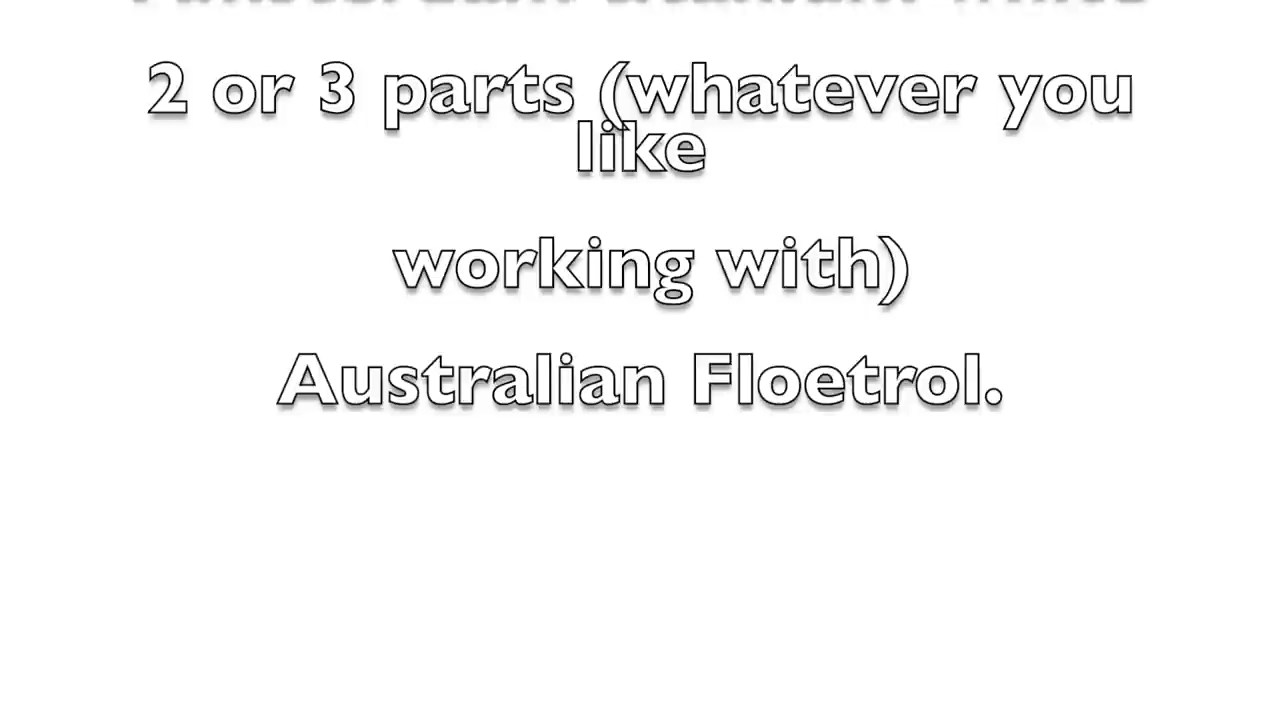 2 or 3 parts (whatever you
like
working with)
Australian Floetrol.